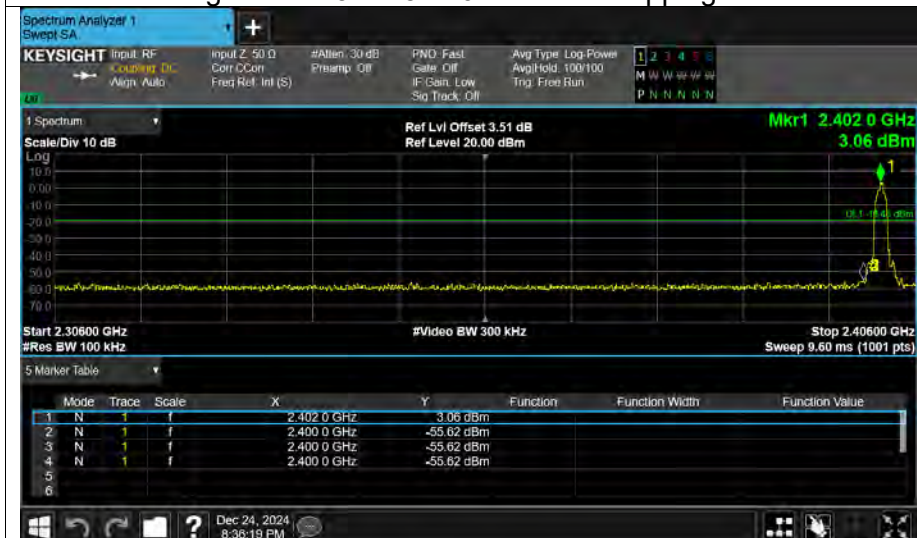 Spectrum Analyzer 1
Swept SA
+
KEYSIGHT Input: RF Input Z: 50 Ω #Atten: 30 dB PNO: Fast Avg Type: Log-Power 1 2 3 4 5 6
Coupling: DC Corr CCorr Preamp: Off Gate: Off Avg|Hold: 100/100 M W W W W W
Align: Auto Freq Ref: Int (S) IF Gain: Low Trig: Free Run P N N N N N
Sig Track: Off
1 Spectrum
Ref Lvl Offset 3.51 dB Mkr1 2.402 0 GHz
Scale/Div 10 dB Ref Level 20.00 dBm 3.06 dBm
Log
10.0
0.00
-10.0
-20.0
-30.0
-40.0
-50.0
-60.0
-70.0
1
Start 2.30600 GHz #Video BW 300 kHz Stop 2.40600 GHz
#Res BW 100 kHz Sweep 9.60 ms (1001 pts)
5 Marker Table
Mode Trace Scale X Y Function Function Width Function Value
1 N 1 f 2.402 0 GHz 3.06 dBm
2 N 1 f 2.400 0 GHz -55.62 dBm
3 N 1 f 2.400 0 GHz -55.62 dBm
4 N 1 f 2.400 0 GHz -55.62 dBm
5
6
? Dec 24, 2024
8:36:19 PM